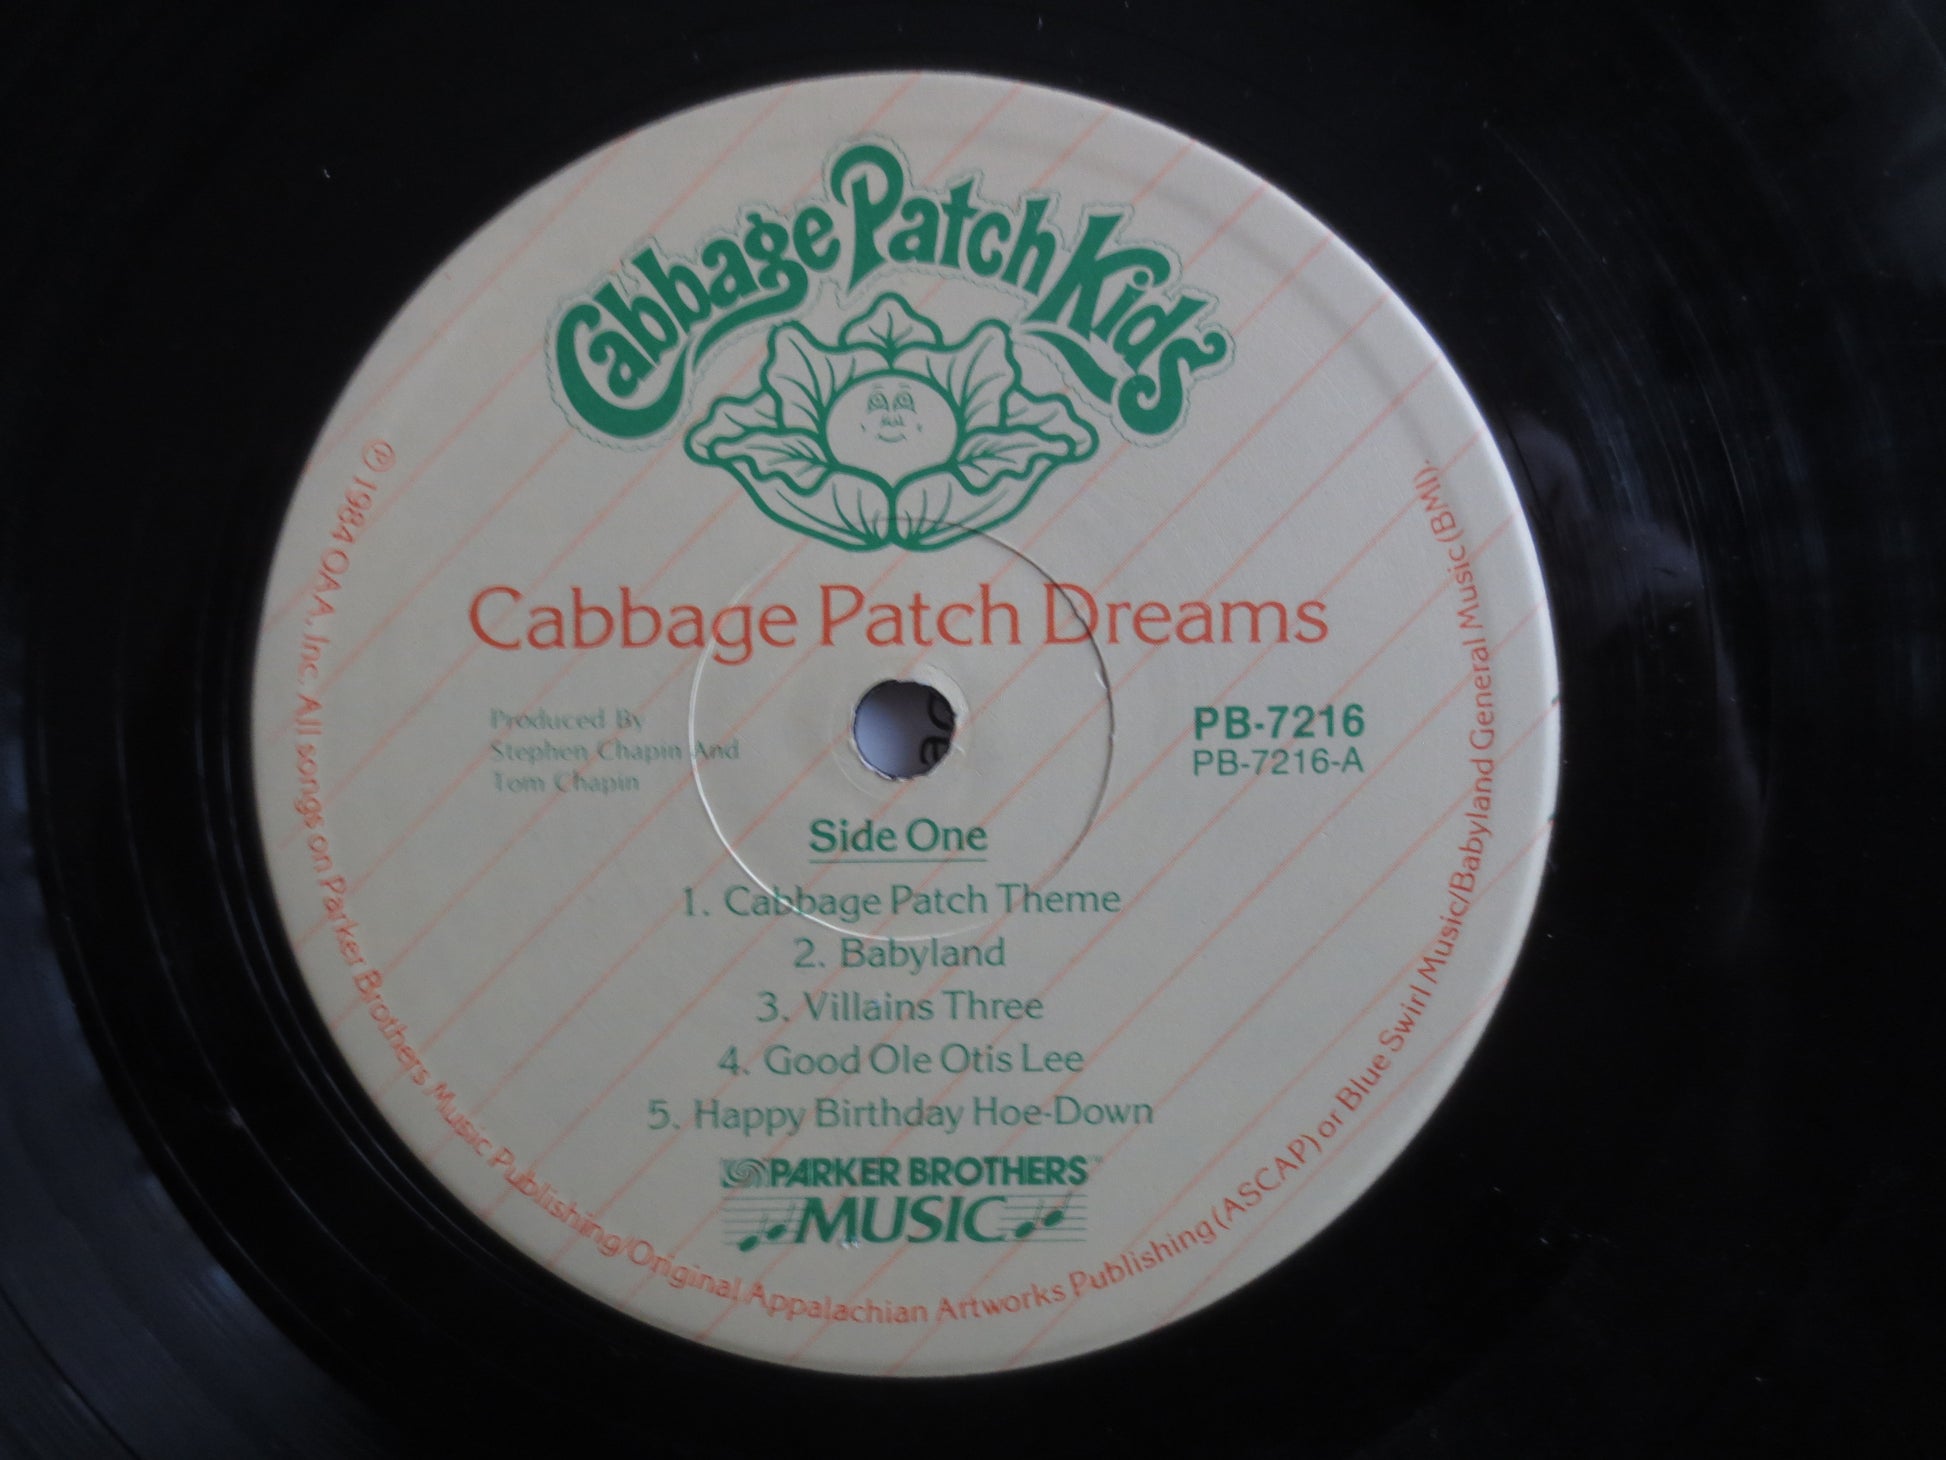 Cabbage Patch Kids
Cabbage Patch Dreams
Produced By
Stephen Chapin And
Tom Chapin
PB-7216
PB-7216-A
Side One
1. Cabbage Patch Theme
2. Babyland
3. Villains Three
4. Good Ole Otis Lee
5. Happy Birthday Hoe-Down
PARKER BROTHERS™
MUSIC
℗ 1984 O.A.A., Inc. All songs on Parker Brothers Music Publishing/Original Appalachian Artworks Publishing (ASCAP) or Blue Swirl Music/Babyland General Music (BMI).